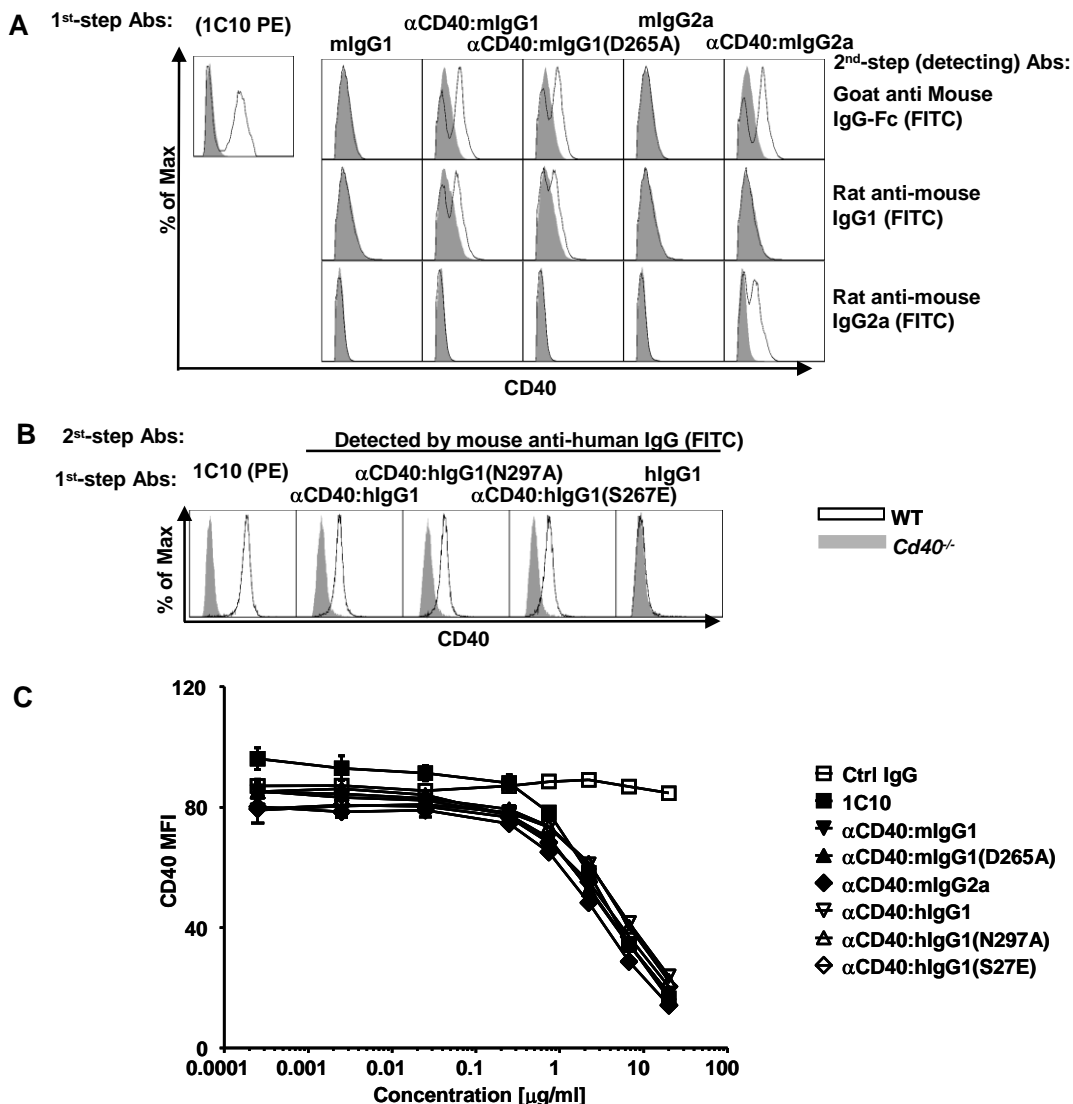 A
1st-step Abs:
(1C10 PE)
mIgG1
αCD40:mIgG1
αCD40:mIgG1(D265A)
mIgG2a
αCD40:mIgG2a
2nd-step (detecting) Abs:
Goat anti Mouse
IgG-Fc (FITC)
Rat anti-mouse
IgG1 (FITC)
Rat anti-mouse
IgG2a (FITC)
% of Max
CD40
B
2st-step Abs:
Detected by mouse anti-human IgG (FITC)
1st-step Abs:
1C10 (PE)
αCD40:hIgG1
αCD40:hIgG1(N297A)
αCD40:hIgG1(S267E)
hIgG1
% of Max
CD40
WT
Cd40-/-
C
120
80
40
0
CD40 MFI
0.0001
0.001
0.01
0.1
1
10
100
Concentration [µg/ml]
Ctrl IgG
1C10
αCD40:mIgG1
αCD40:mIgG1(D265A)
αCD40:mIgG2a
αCD40:hIgG1
αCD40:hIgG1(N297A)
αCD40:hIgG1(S27E)